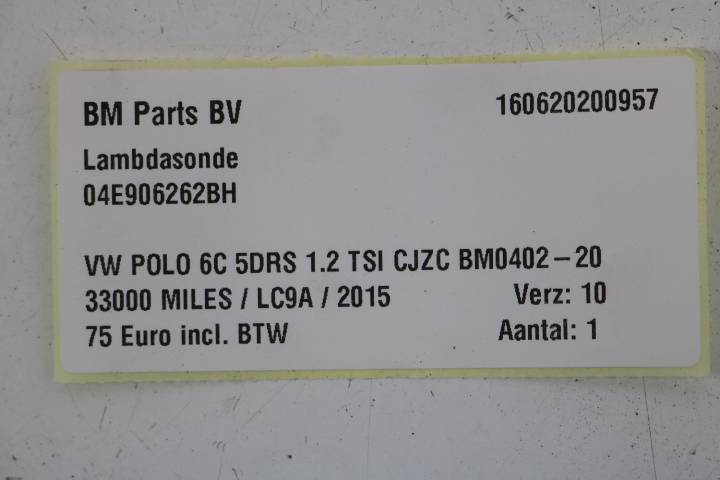 BM Parts BV 160620200957
Lambdasonde
04E906262BH
VW POLO 6C 5DRS 1.2 TSI CJZC BM0402-20
33000 MILES / LC9A / 2015 Verz: 10
75 Euro incl. BTW Aantal: 1